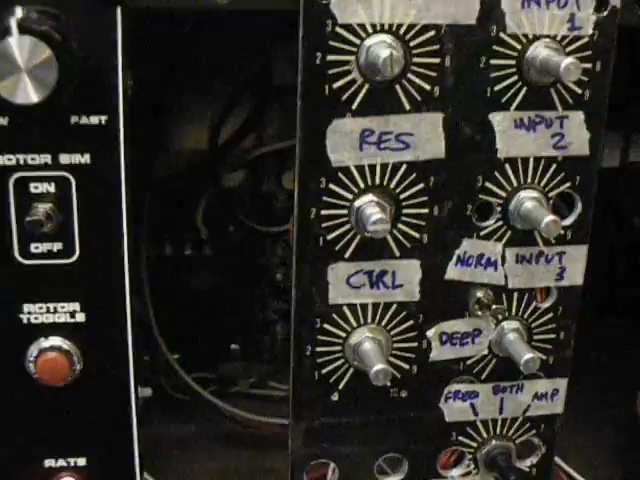 INPUT
1
FAST
RES
INPUT
2
ROTOR SIM
ON
OFF
NORM
INPUT
3
CTRL
ROTOR
TOGGLE
DEEP
FREQ
BOTH
AMP
RATE